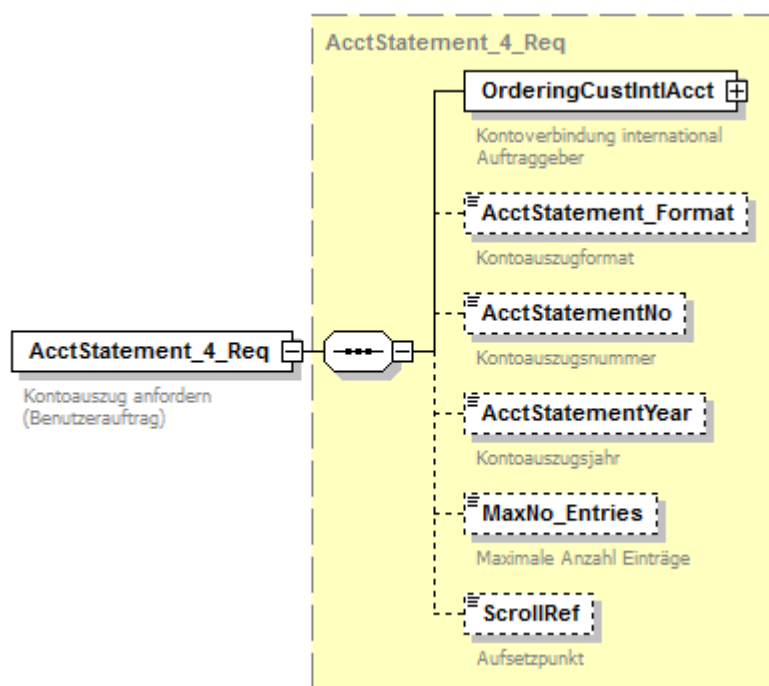 AcctStatement_4_Req
OrderingCustIntlAcct
Kontoverbindung international
Auftraggeber
AcctStatement_Format
Kontoauszugformat
AcctStatementNo
Kontoauszugsnummer
AcctStatement_4_Req
Kontoauszug anfordern
(Benutzerauftrag)
AcctStatementYear
Kontoauszugsjahr
MaxNo_Entries
Maximale Anzahl Einträge
ScrollRef
Aufsetzpunkt